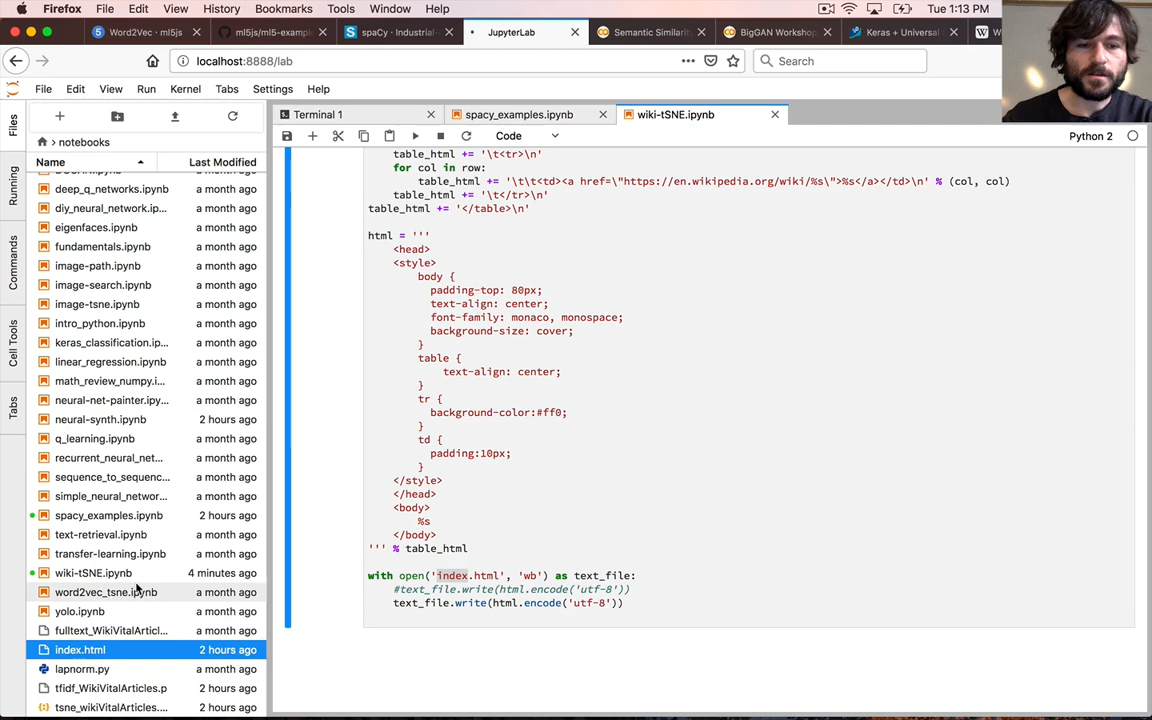 Firefox File Edit View History Bookmarks Tools Window Help Tue 1:13 PM
Word2Vec - ml5js ml5js/ml5-example spaCy · Industrial- JupyterLab Semantic Similarity BigGAN Workshop Keras + Universal W
localhost:8888/lab Search
File Edit View Run Kernel Tabs Settings Help
Terminal 1 spacy_examples.ipynb wiki-tSNE.ipynb
Code Python 2
Files
Running
Commands
Cell Tools
Tabs
notebooks
Name Last Modified
deep_q_networks.ipynb a month ago
diy_neural_network.ip... a month ago
eigenfaces.ipynb a month ago
fundamentals.ipynb a month ago
image-path.ipynb a month ago
image-search.ipynb a month ago
image-tsne.ipynb a month ago
intro_python.ipynb a month ago
keras_classification.ip... a month ago
linear_regression.ipynb a month ago
math_review_numpy.i... a month ago
neural-net-painter.ipy... a month ago
neural-synth.ipynb 2 hours ago
q_learning.ipynb a month ago
recurrent_neural_net... a month ago
sequence_to_sequenc... a month ago
simple_neural_networ... a month ago
spacy_examples.ipynb 2 hours ago
text-retrieval.ipynb a month ago
transfer-learning.ipynb a month ago
wiki-tSNE.ipynb 4 minutes ago
word2vec_tsne.ipynb a month ago
yolo.ipynb a month ago
fulltext_WikiVitalArticl... a month ago
index.html 2 hours ago
lapnorm.py a month ago
tfidf_WikiVitalArticles.p 2 hours ago
tsne_wikiVitalArticles.... 2 hours ago
table_html += '\t<tr>\n'
for col in row:
table_html += '\t\t<td><a href=\"https://en.wikipedia.org/wiki/%s\">%s</a></td>\n' % (col, col)
table_html += '\t</tr>\n'
table_html += '</table>\n'
html = '''
<head>
<style>
body {
padding-top: 80px;
text-align: center;
font-family: monaco, monospace;
background-size: cover;
}
table {
text-align: center;
}
tr {
background-color:#ff0;
}
td {
padding:10px;
}
</style>
</head>
<body>
%s
</body>
''' % table_html
with open('index.html', 'wb') as text_file:
#text_file.write(html.encode('utf-8'))
text_file.write(html.encode('utf-8'))